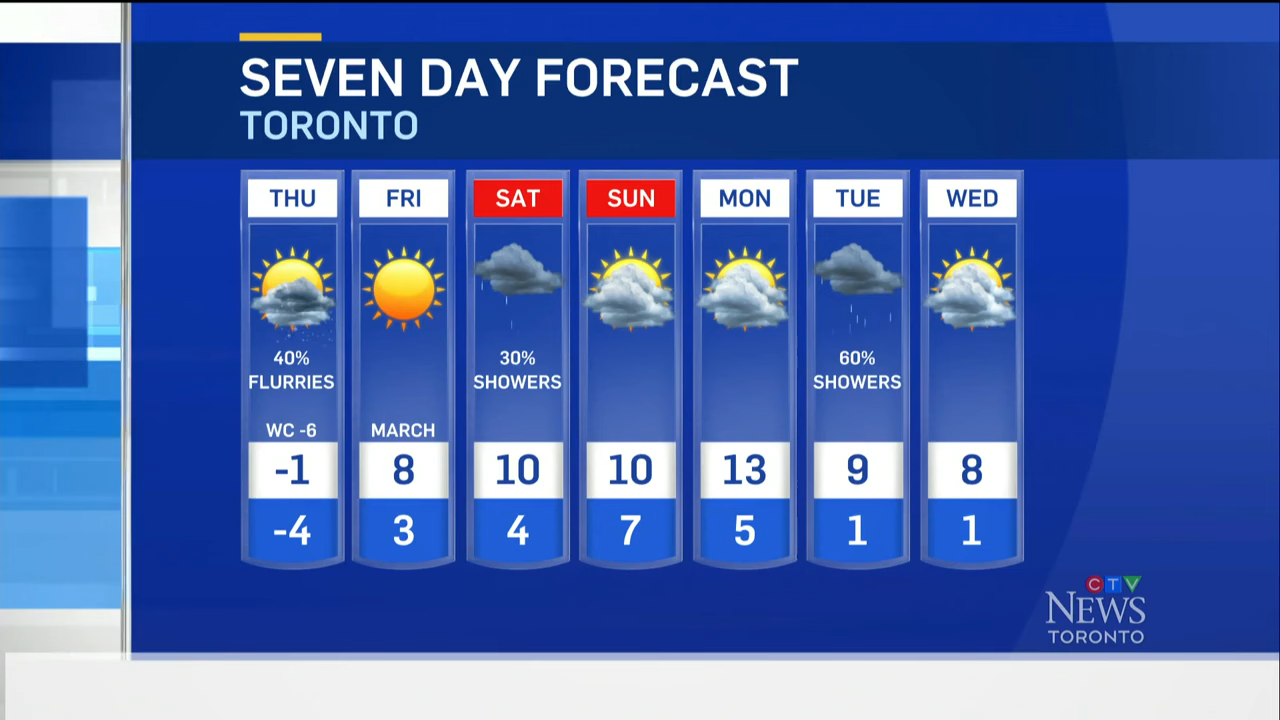 SEVEN DAY FORECAST
TORONTO
THU
FRI
SAT
SUN
MON
TUE
WED
40%
FLURRIES
30%
SHOWERS
60%
SHOWERS
WC -6
MARCH
-1
8
10
10
13
9
8
-4
3
4
7
5
1
1
CTV
NEWS
TORONTO